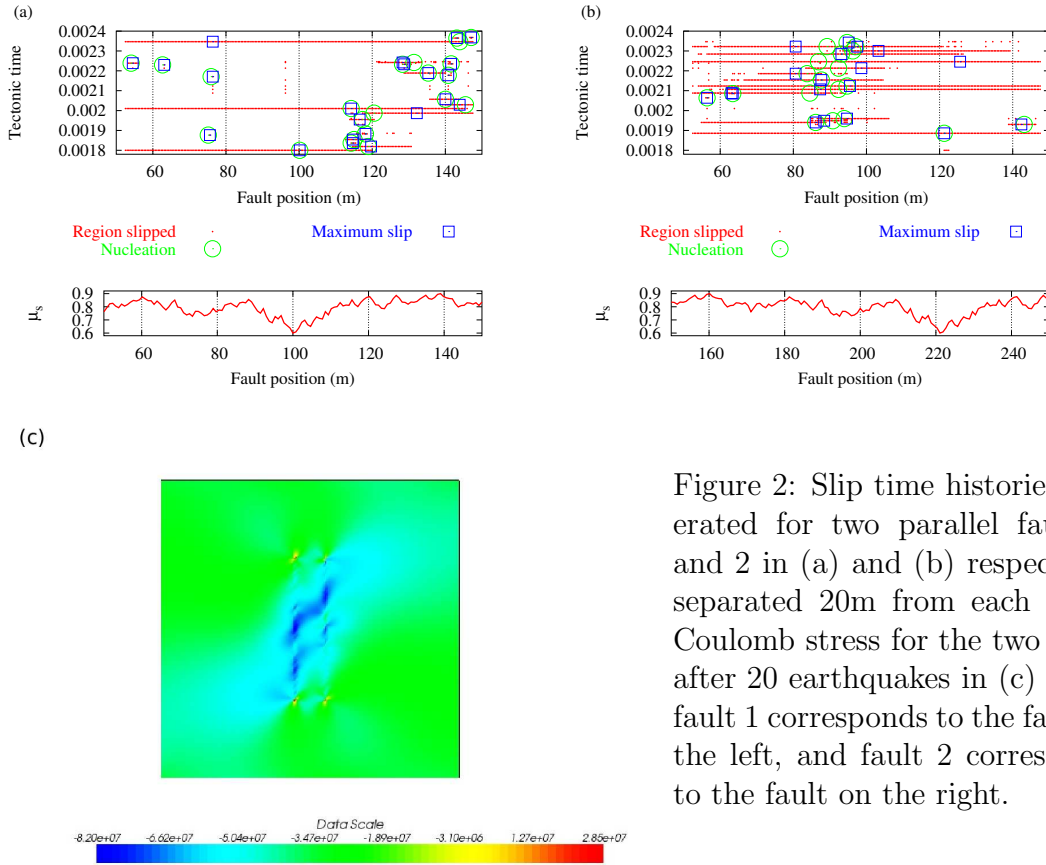 (a)
0.0024
0.0023
0.0022
0.0021
0.002
0.0019
0.0018
Tectonic time
60 80 100 120 140
Fault position (m)
Region slipped
Nucleation
Maximum slip
0.9
0.8
0.7
0.6
μs
60 80 100 120 140
Fault position (m)
(b)
0.0024
0.0023
0.0022
0.0021
0.002
0.0019
0.0018
Tectonic time
60 80 100 120 140
Fault position (m)
Region slipped
Nucleation
Maximum slip
0.9
0.8
0.7
0.6
μs
160 180 200 220 240
Fault position (m)
(c)
Data Scale
-8.20e+07 -6.62e+07 -5.04e+07 -3.47e+07 -1.89e+07 -3.10e+06 1.27e+07 2.85e+07
Figure 2: Slip time historie
erated for two parallel fau
and 2 in (a) and (b) respec
separated 20m from each
Coulomb stress for the two
after 20 earthquakes in (c)
fault 1 corresponds to the fa
the left, and fault 2 corres
to the fault on the right.